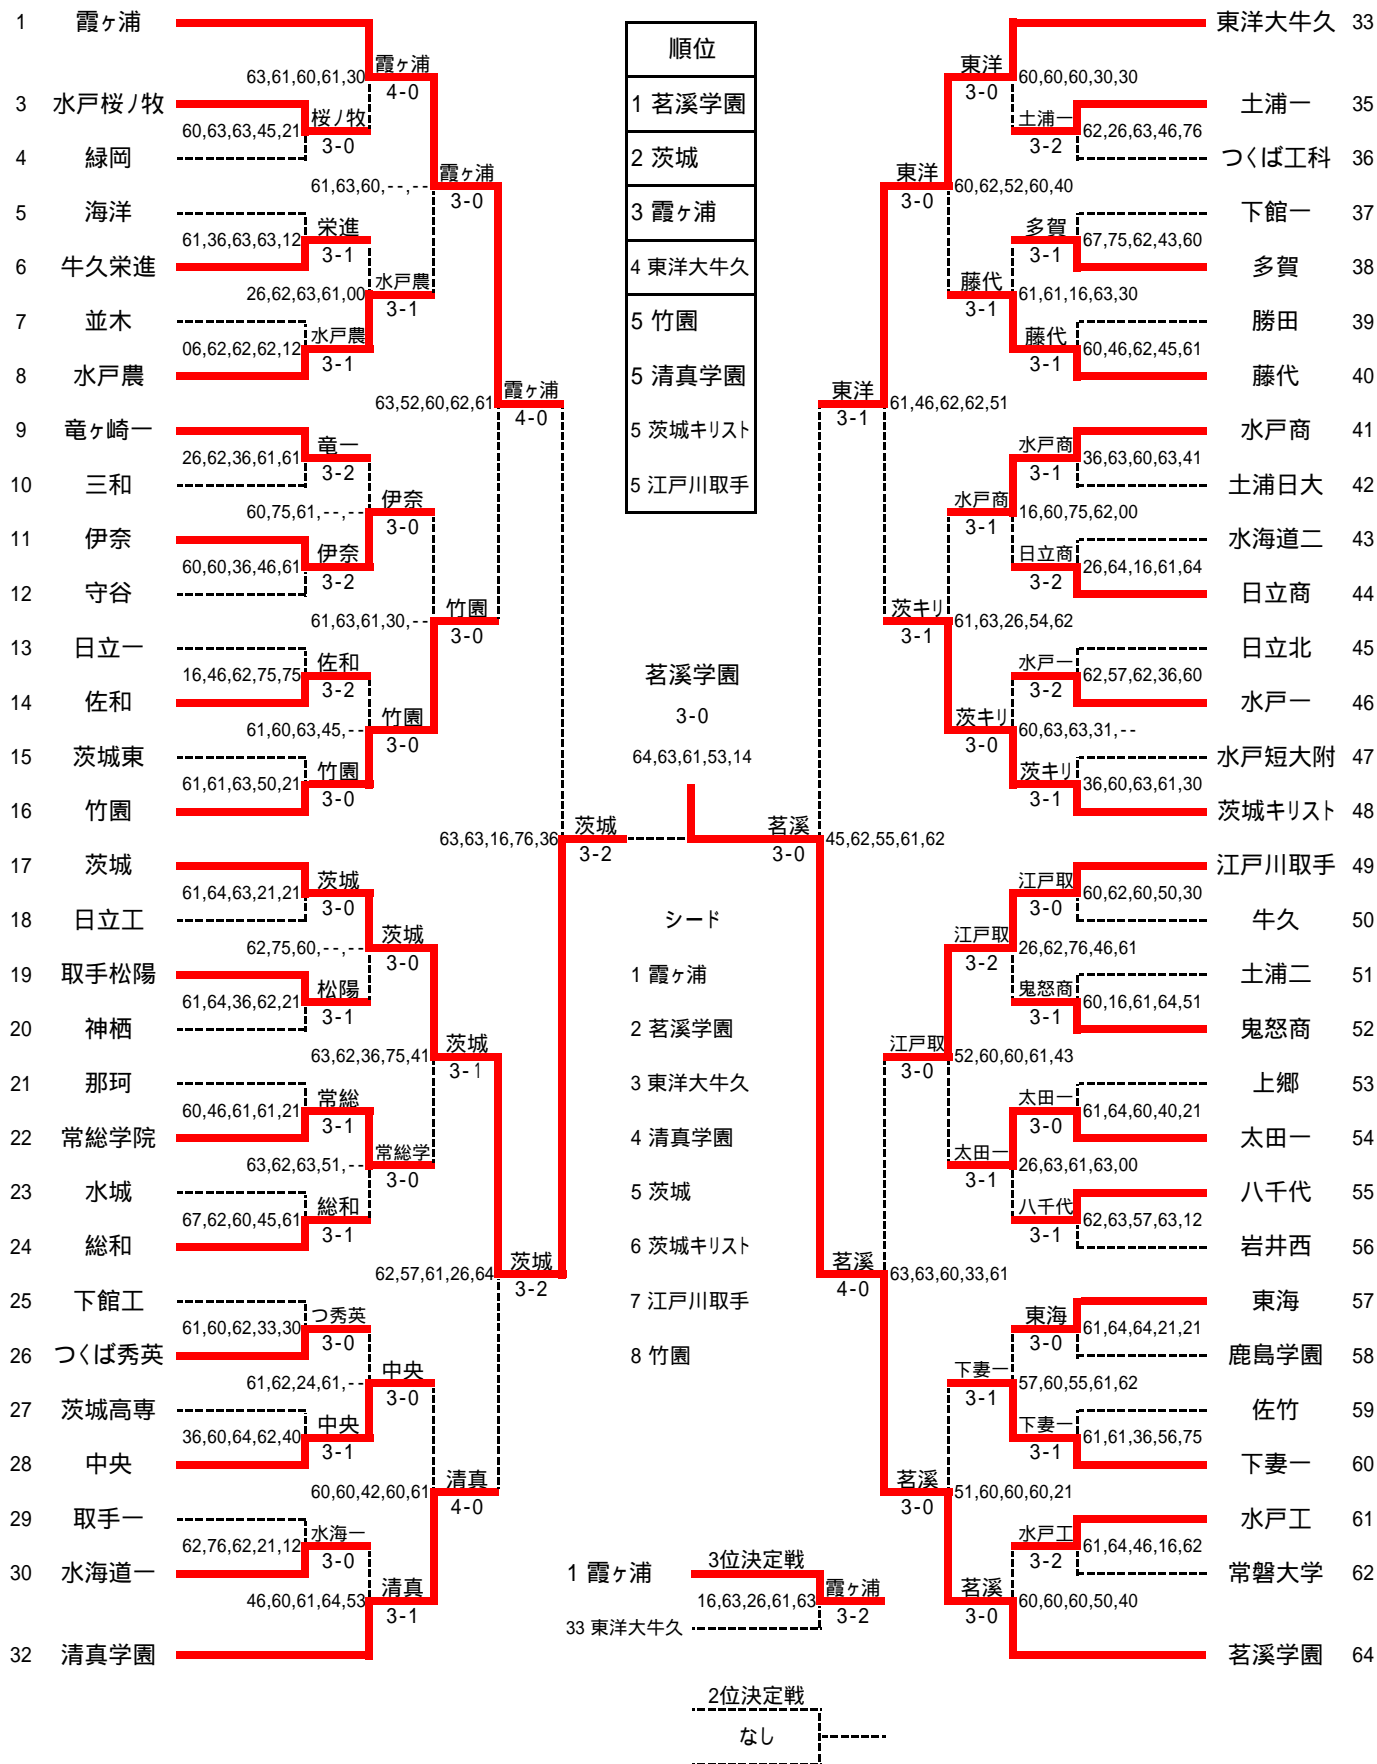 1 霞ヶ浦
63,61,60,61,30
霞ヶ浦
4-0
3 水戸桜ノ牧
60,63,63,45,21
桜ノ牧
3-0
4 緑岡
61,63,60,--,--
霞ヶ浦
3-0
5 海洋
61,36,63,63,12
栄進
3-1
6 牛久栄進
26,62,63,61,00
水戸農
3-1
7 並木
06,62,62,62,12
水戸農
3-1
8 水戸農
63,52,60,62,61
霞ヶ浦
4-0
9 竜ヶ崎一
26,62,36,61,61
竜一
3-2
10 三和
60,75,61,--,--
伊奈
3-0
11 伊奈
60,60,36,46,61
伊奈
3-2
12 守谷
61,63,61,30,--
竹園
3-0
13 日立一
16,46,62,75,75
佐和
3-2
14 佐和
61,60,63,45,--
竹園
3-0
15 茨城東
61,61,63,50,21
竹園
3-0
16 竹園
63,63,16,76,36
茨城
3-2
17 茨城
61,64,63,21,21
茨城
3-0
18 日立工
62,75,60,--,--
茨城
3-0
19 取手松陽
61,64,36,62,21
松陽
3-1
20 神栖
63,62,36,75,41
茨城
3-1
21 那珂
60,46,61,61,21
常総
3-1
22 常総学院
63,62,63,51,--
常総学
3-0
23 水城
67,62,60,45,61
総和
3-1
24 総和
62,57,61,26,64
茨城
3-2
25 下館工
61,60,62,33,30
つ秀英
3-0
26 つくば秀英
61,62,24,61,--
中央
3-0
27 茨城高専
36,60,64,62,40
中央
3-1
28 中央
60,60,42,60,61
清真
4-0
29 取手一
62,76,62,21,12
水海一
3-0
30 水海道一
46,60,61,64,53
清真
3-1
32 清真学園
順位
1 茗溪学園
2 茨城
3 霞ヶ浦
4 東洋大牛久
5 竹園
5 清真学園
5 茨城キリスト
5 江戸川取手
茗溪学園
3-0
64,63,61,53,14
シード
1 霞ヶ浦
2 茗溪学園
3 東洋大牛久
4 清真学園
5 茨城
6 茨城キリスト
7 江戸川取手
8 竹園
3位決定戦
1 霞ヶ浦
16,63,26,61,63
霞ヶ浦
3-2
33 東洋大牛久
2位決定戦
なし
東洋大牛久 33
東洋
3-0
60,60,60,30,30
土浦一 35
土浦一
3-2
62,26,63,46,76
つくば工科 36
東洋
3-0
60,62,52,60,40
下館一 37
多賀
3-1
67,75,62,43,60
多賀 38
藤代
3-1
61,61,16,63,30
勝田 39
藤代
3-1
60,46,62,45,61
藤代 40
東洋
3-1
61,46,62,62,51
水戸商 41
水戸商
3-1
36,63,60,63,41
土浦日大 42
水戸商
3-1
16,60,75,62,00
水海道二 43
日立商
3-2
26,64,16,61,64
日立商 44
茨キリ
3-1
61,63,26,54,62
日立北 45
水戸一
3-2
62,57,62,36,60
水戸一 46
茨キリ
3-0
60,63,63,31,--
水戸短大附 47
茨キリ
3-1
36,60,63,61,30
茨城キリスト 48
茗溪
3-0
45,62,55,61,62
江戸川取手 49
江戸取
3-0
60,62,60,50,30
牛久 50
江戸取
3-2
26,62,76,46,61
土浦二 51
鬼怒商
3-1
60,16,61,64,51
鬼怒商 52
江戸取
3-0
52,60,60,61,43
上郷 53
太田一
3-0
61,64,60,40,21
太田一 54
太田一
3-1
26,63,61,63,00
八千代 55
八千代
3-1
62,63,57,63,12
岩井西 56
茗溪
4-0
63,63,60,33,61
東海 57
東海
3-0
61,64,64,21,21
鹿島学園 58
下妻一
3-1
57,60,55,61,62
佐竹 59
下妻一
3-1
61,61,36,56,75
下妻一 60
茗溪
3-0
51,60,60,60,21
水戸工 61
水戸工
3-2
61,64,46,16,62
常磐大学 62
茗溪
3-0
60,60,60,50,40
茗溪学園 64